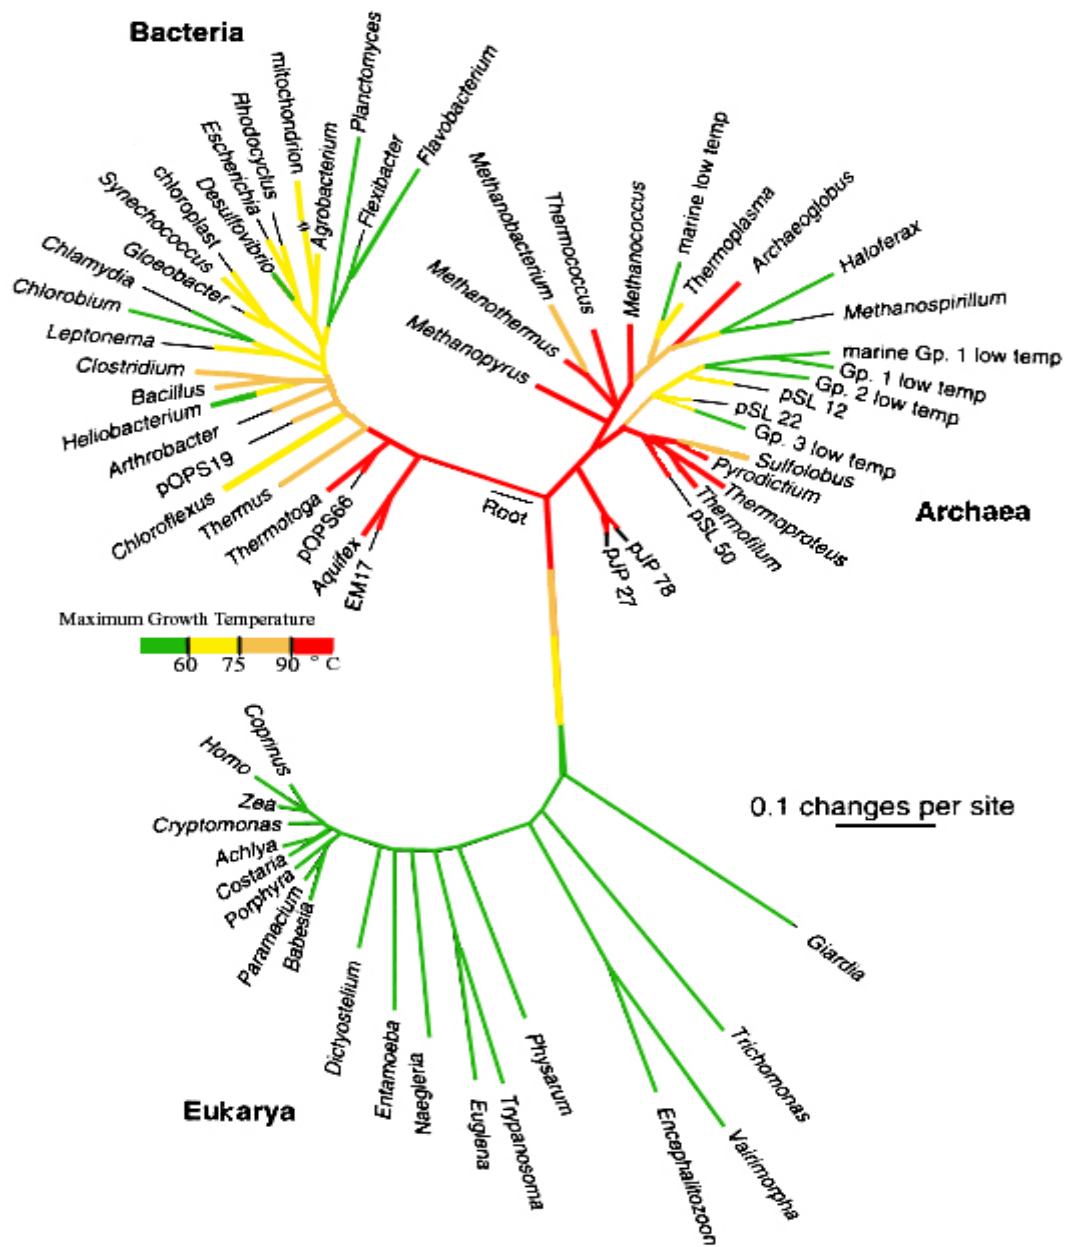 Bacteria
Planctomyces
mitochondrion
Flavobacterium
Rhodocyclus
Escherichia
Agrobacterium
Flexibacter
Desulfovibrio
chloroplast
Synechococcus
Gloeobacter
Chlamydia
Chlorobium
Leptonema
Clostridium
Bacillus
Heliobacterium
Arthrobacter
pOPS19
Chloroflexus
Thermus
Thermotoga
pOPS66
Aquifex
EM17
Root
Methanopyrus
Methanothermus
Methanobacterium
Thermococcus
Methanococcus
marine low temp
Thermoplasma
Archaeoglobus
Haloferax
Methanospirillum
marine Gp. 1 low temp
Gp. 1 low temp
Gp. 2 low temp
pSL 12
pSL 22
Gp. 3 low temp
Sulfolobus
Pyrodictium
Thermoproteus
Thermofilum
pSL 50
pJP 78
pJP 27
Archaea
Maximum Growth Temperature
60 75 90 ° C
Coprinus
Homo
Zea
Cryptomonas
Achlya
Costaria
Porphyra
Paramecium
Babesia
Dictyostelium
Entamoeba
Naegleria
Euglena
Trypanosoma
Physarum
Encephalitozoon
Vairimorpha
Trichomonas
Giardia
0.1 changes per site
Eukarya